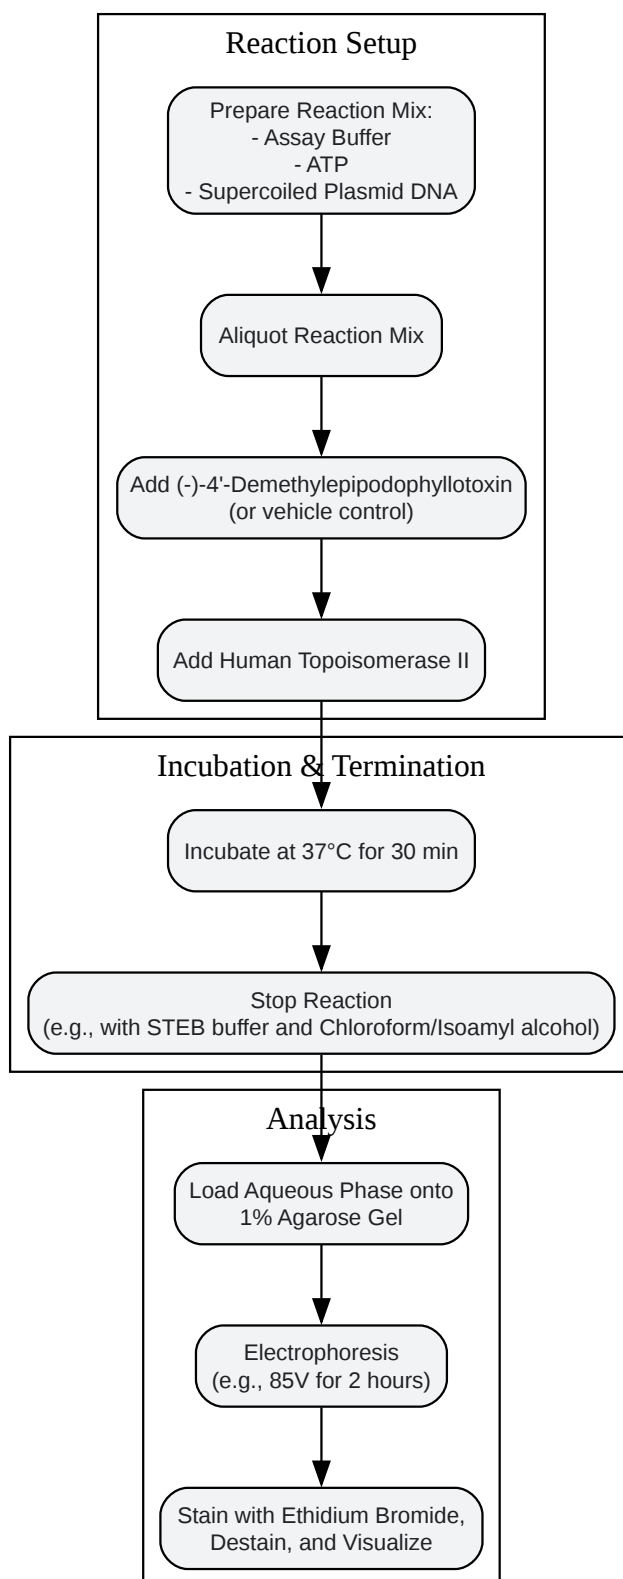 Reaction Setup
Prepare Reaction Mix:
- Assay Buffer
- ATP
- Supercoiled Plasmid DNA
Aliquot Reaction Mix
Add (-)-4'-Demethylepipodophyllotoxin
(or vehicle control)
Add Human Topoisomerase II
Incubation & Termination
Incubate at 37°C for 30 min
Stop Reaction
(e.g., with STEB buffer and Chloroform/Isoamyl alcohol)
Analysis
Load Aqueous Phase onto
1% Agarose Gel
Electrophoresis
(e.g., 85V for 2 hours)
Stain with Ethidium Bromide,
Destain, and Visualize